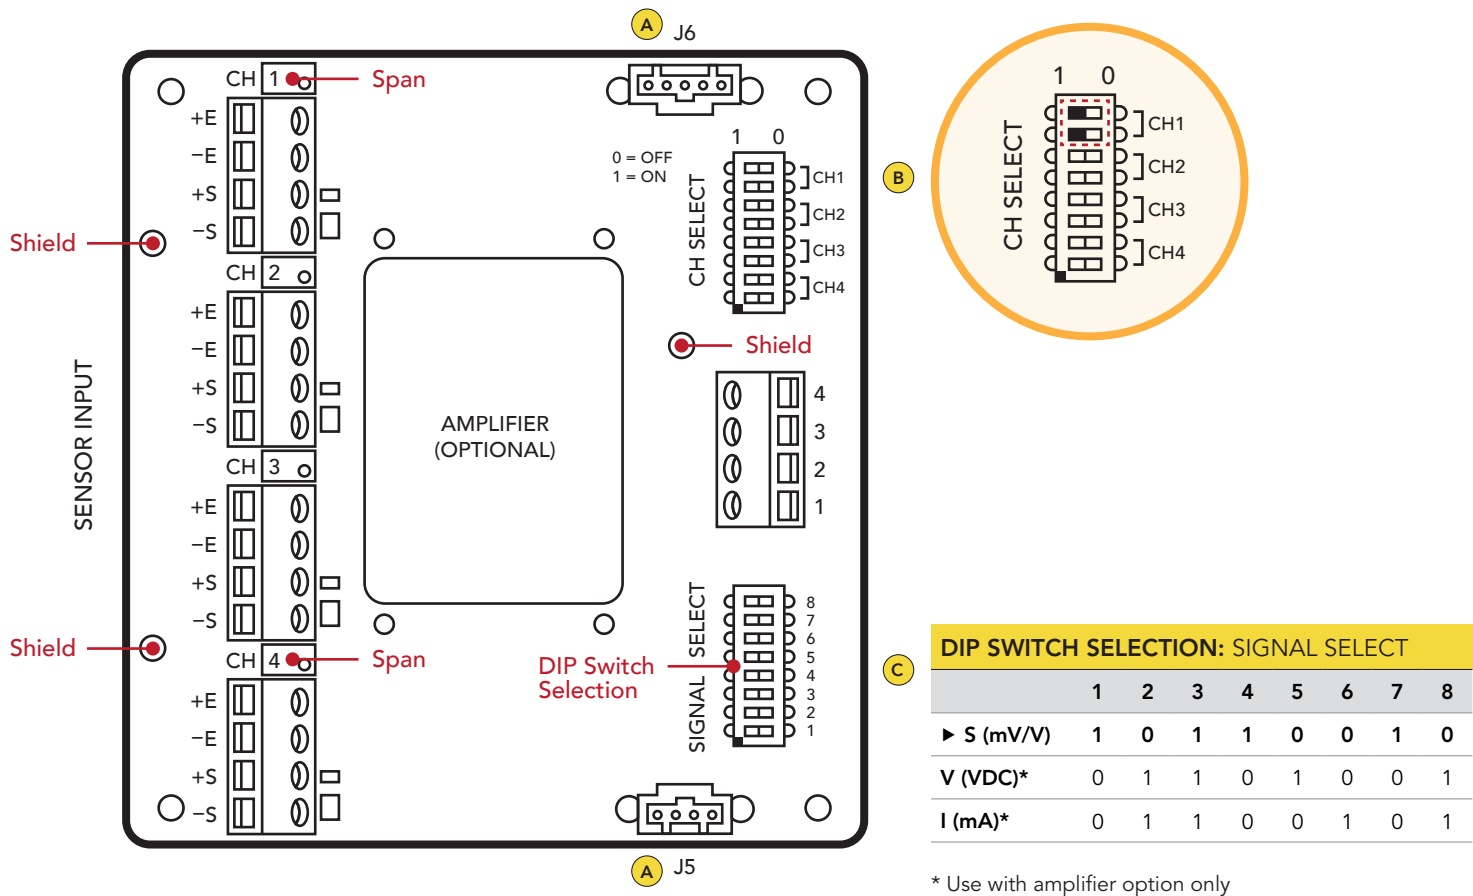 A J6
CH 1 Span
+E
−E
+S
−S
Shield
CH 2
+E
−E
+S
−S
SENSOR INPUT
CH 3
+E
−E
+S
−S
Shield
CH 4 Span
+E
−E
+S
−S
AMPLIFIER
(OPTIONAL)
0 = OFF
1 = ON
1 0
CH SELECT
CH1
CH2
CH3
CH4
Shield
4
3
2
1
SIGNAL SELECT
8
7
6
5
4
3
2
1
DIP Switch
Selection
A J5
B
1 0
CH SELECT
CH1
CH2
CH3
CH4
C
DIP SWITCH SELECTION: SIGNAL SELECT
1 2 3 4 5 6 7 8
▶ S (mV/V) 1 0 1 1 0 0 1 0
V (VDC)* 0 1 1 0 1 0 0 1
I (mA)* 0 1 1 0 0 1 0 1
* Use with amplifier option only